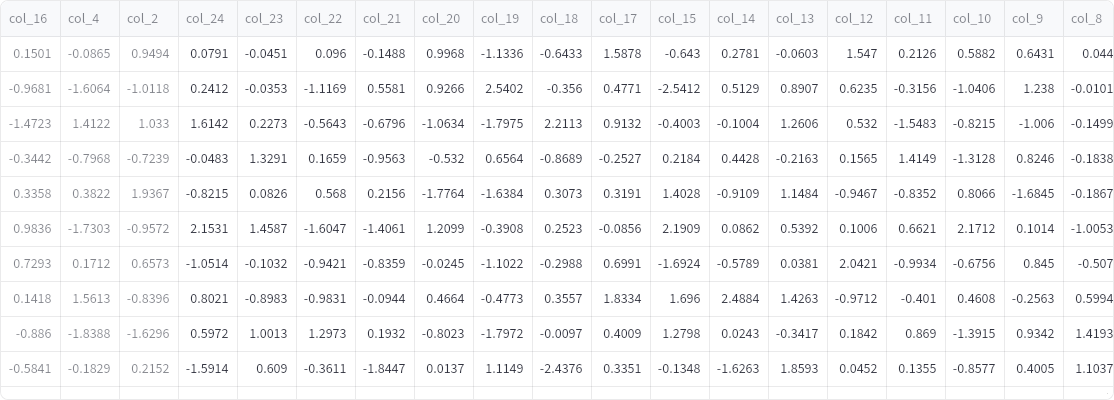 col_16 col_4 col_2 col_24 col_23 col_22 col_21 col_20 col_19 col_18 col_17 col_15 col_14 col_13 col_12 col_11 col_10 col_9 col_8
0.1501 -0.0865 0.9494 0.0791 -0.0451 0.096 -0.1488 0.9968 -1.1336 -0.6433 1.5878 -0.643 0.2781 -0.0603 1.547 0.2126 0.5882 0.6431 0.044
-0.9681 -1.6064 -1.0118 0.2412 -0.0353 -1.1169 0.5581 0.9266 2.5402 -0.356 0.4771 -2.5412 0.5129 0.8907 0.6235 -0.3156 -1.0406 1.238 -0.0101
-1.4723 1.4122 1.033 1.6142 0.2273 -0.5643 -0.6796 -1.0634 -1.7975 2.2113 0.9132 -0.4003 -0.1004 1.2606 0.532 -1.5483 -0.8215 -1.006 -0.1499
-0.3442 -0.7968 -0.7239 -0.0483 1.3291 0.1659 -0.9563 -0.532 0.6564 -0.8689 -0.2527 0.2184 0.4428 -0.2163 0.1565 1.4149 -1.3128 0.8246 -0.1838
0.3358 0.3822 1.9367 -0.8215 0.0826 0.568 0.2156 -1.7764 -1.6384 0.3073 0.3191 1.4028 -0.9109 1.1484 -0.9467 -0.8352 0.8066 -1.6845 -0.1867
0.9836 -1.7303 -0.9572 2.1531 1.4587 -1.6047 -1.4061 1.2099 -0.3908 0.2523 -0.0856 2.1909 0.0862 0.5392 0.1006 0.6621 2.1712 0.1014 -1.0053
0.7293 0.1712 0.6573 -1.0514 -0.1032 -0.9421 -0.8359 -0.0245 -1.1022 -0.2988 0.6991 -1.6924 -0.5789 0.0381 2.0421 -0.9934 -0.6756 0.845 -0.507
0.1418 1.5613 -0.8396 0.8021 -0.8983 -0.9831 -0.0944 0.4664 -0.4773 0.3557 1.8334 1.696 2.4884 1.4263 -0.9712 -0.401 0.4608 -0.2563 0.5994
-0.886 -1.8388 -1.6296 0.5972 1.0013 1.2973 0.1932 -0.8023 -1.7972 -0.0097 0.4009 1.2798 0.0243 -0.3417 0.1842 0.869 -1.3915 0.9342 1.4193
-0.5841 -0.1829 0.2152 -1.5914 0.609 -0.3611 -1.8447 0.0137 1.1149 -2.4376 0.3351 -0.1348 -1.6263 1.8593 0.0452 0.1355 -0.8577 0.4005 1.1037